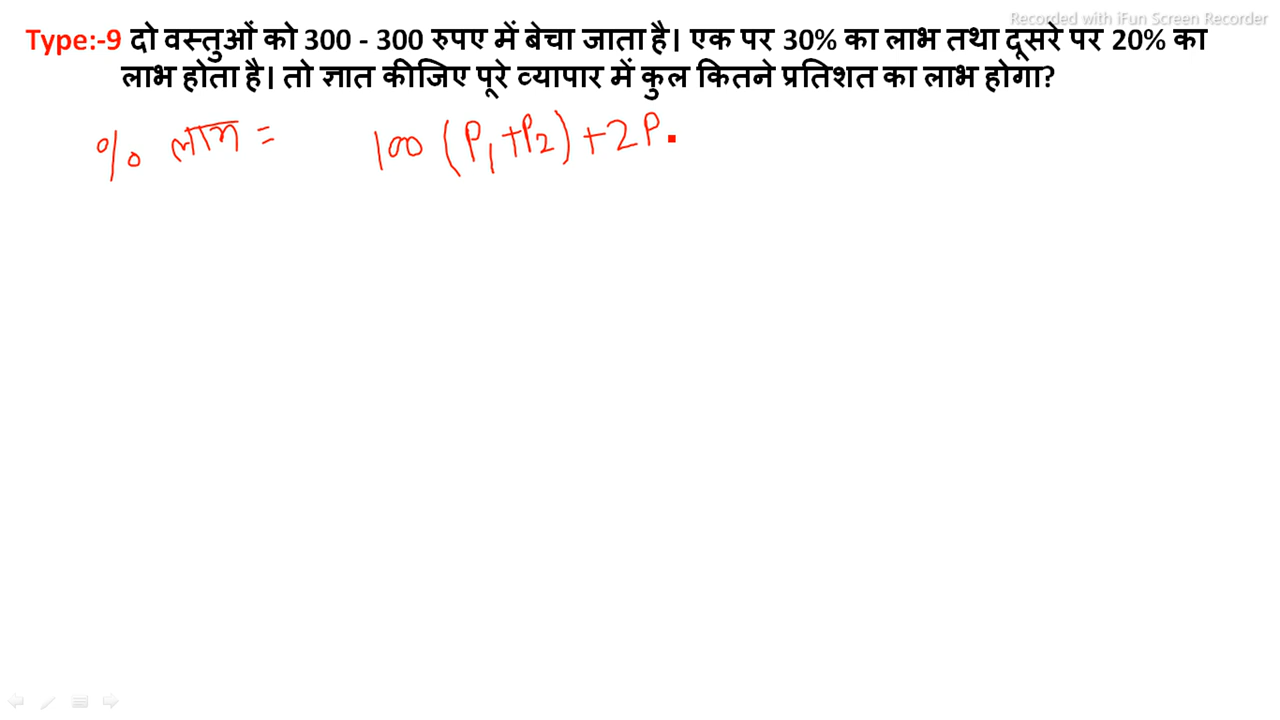 Recorded with iFun Screen Recorder
Type:-9 दो वस्तुओं को 300 - 300 रुपए में बेचा जाता है। एक पर 30% का लाभ तथा दूसरे पर 20% का
लाभ होता है। तो ज्ञात कीजिए पूरे व्यापार में कुल कितने प्रतिशत का लाभ होगा?
% लाभ = 100 (P₁+P₂) +2P